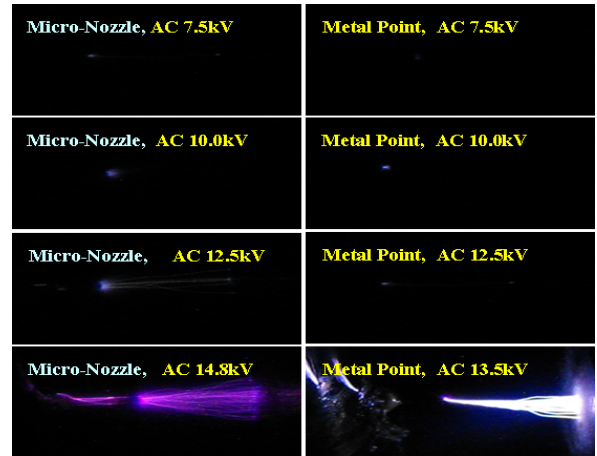 Micro-Nozzle, AC 7.5kV
Metal Point, AC 7.5kV
Micro-Nozzle, AC 10.0kV
Metal Point, AC 10.0kV
Micro-Nozzle, AC 12.5kV
Metal Point, AC 12.5kV
Micro-Nozzle, AC 14.8kV
Metal Point, AC 13.5kV